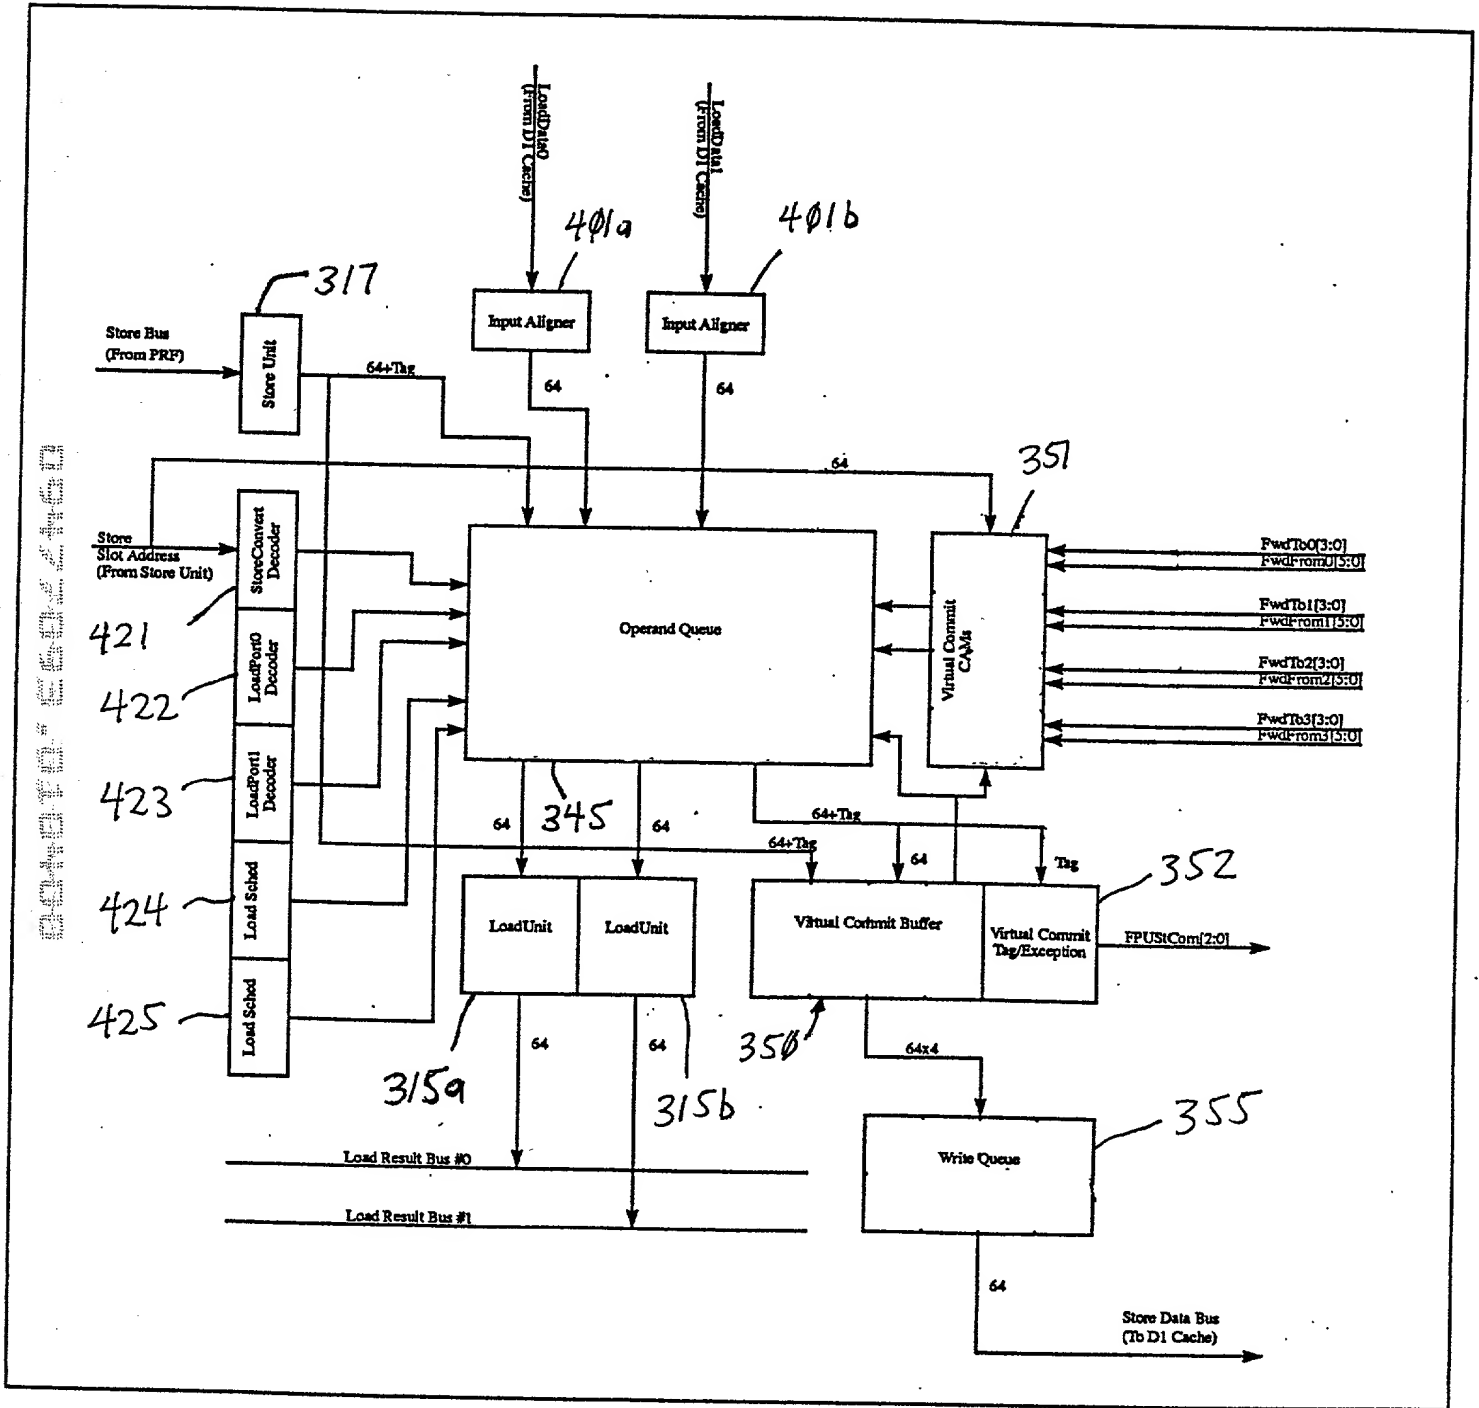 LoadData0
(From D1 Cache)
LoadData1
(From D1 Cache)
401a
401b
317
Input Aligner
Input Aligner
Store Bus
(From PRF)
Store Unit
64+Tag
64
64
351
64
Store
Slot Address
(From Store Unit)
StoreConvert
Decoder
LoadPort0
Decoder
LoadPort1
Decoder
Load Sched
Load Sched
421
422
423
424
425
Operand Queue
Virtual Commit
CAMs
FwdTo0[3:0]
FwdFrom0[5:0]
FwdTo1[3:0]
FwdFrom1[5:0]
FwdTo2[3:0]
FwdFrom2[5:0]
FwdTo3[3:0]
FwdFrom3[5:0]
64
345
64
64+Tag
64+Tag
64
Tag
352
LoadUnit
LoadUnit
Virtual Commit Buffer
Virtual Commit
Tag/Exception
FPUStCom[2:0]
315a
64
64
315b
350
64x4
355
Load Result Bus #0
Write Queue
Load Result Bus #1
64
Store Data Bus
(To D1 Cache)